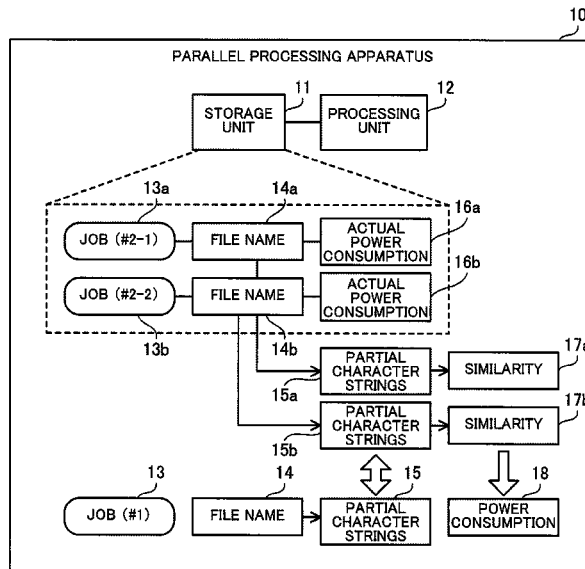 10
PARALLEL PROCESSING APPARATUS
11
12
STORAGE
UNIT
PROCESSING
UNIT
13a
14a
16a
JOB (#2-1)
FILE NAME
ACTUAL
POWER
CONSUMPTION
16b
JOB (#2-2)
FILE NAME
ACTUAL
POWER
CONSUMPTION
13b
14b
17a
PARTIAL
CHARACTER
STRINGS
SIMILARITY
15a
17b
PARTIAL
CHARACTER
STRINGS
SIMILARITY
15b
13
14
15
18
JOB (#1)
FILE NAME
PARTIAL
CHARACTER
STRINGS
POWER
CONSUMPTION